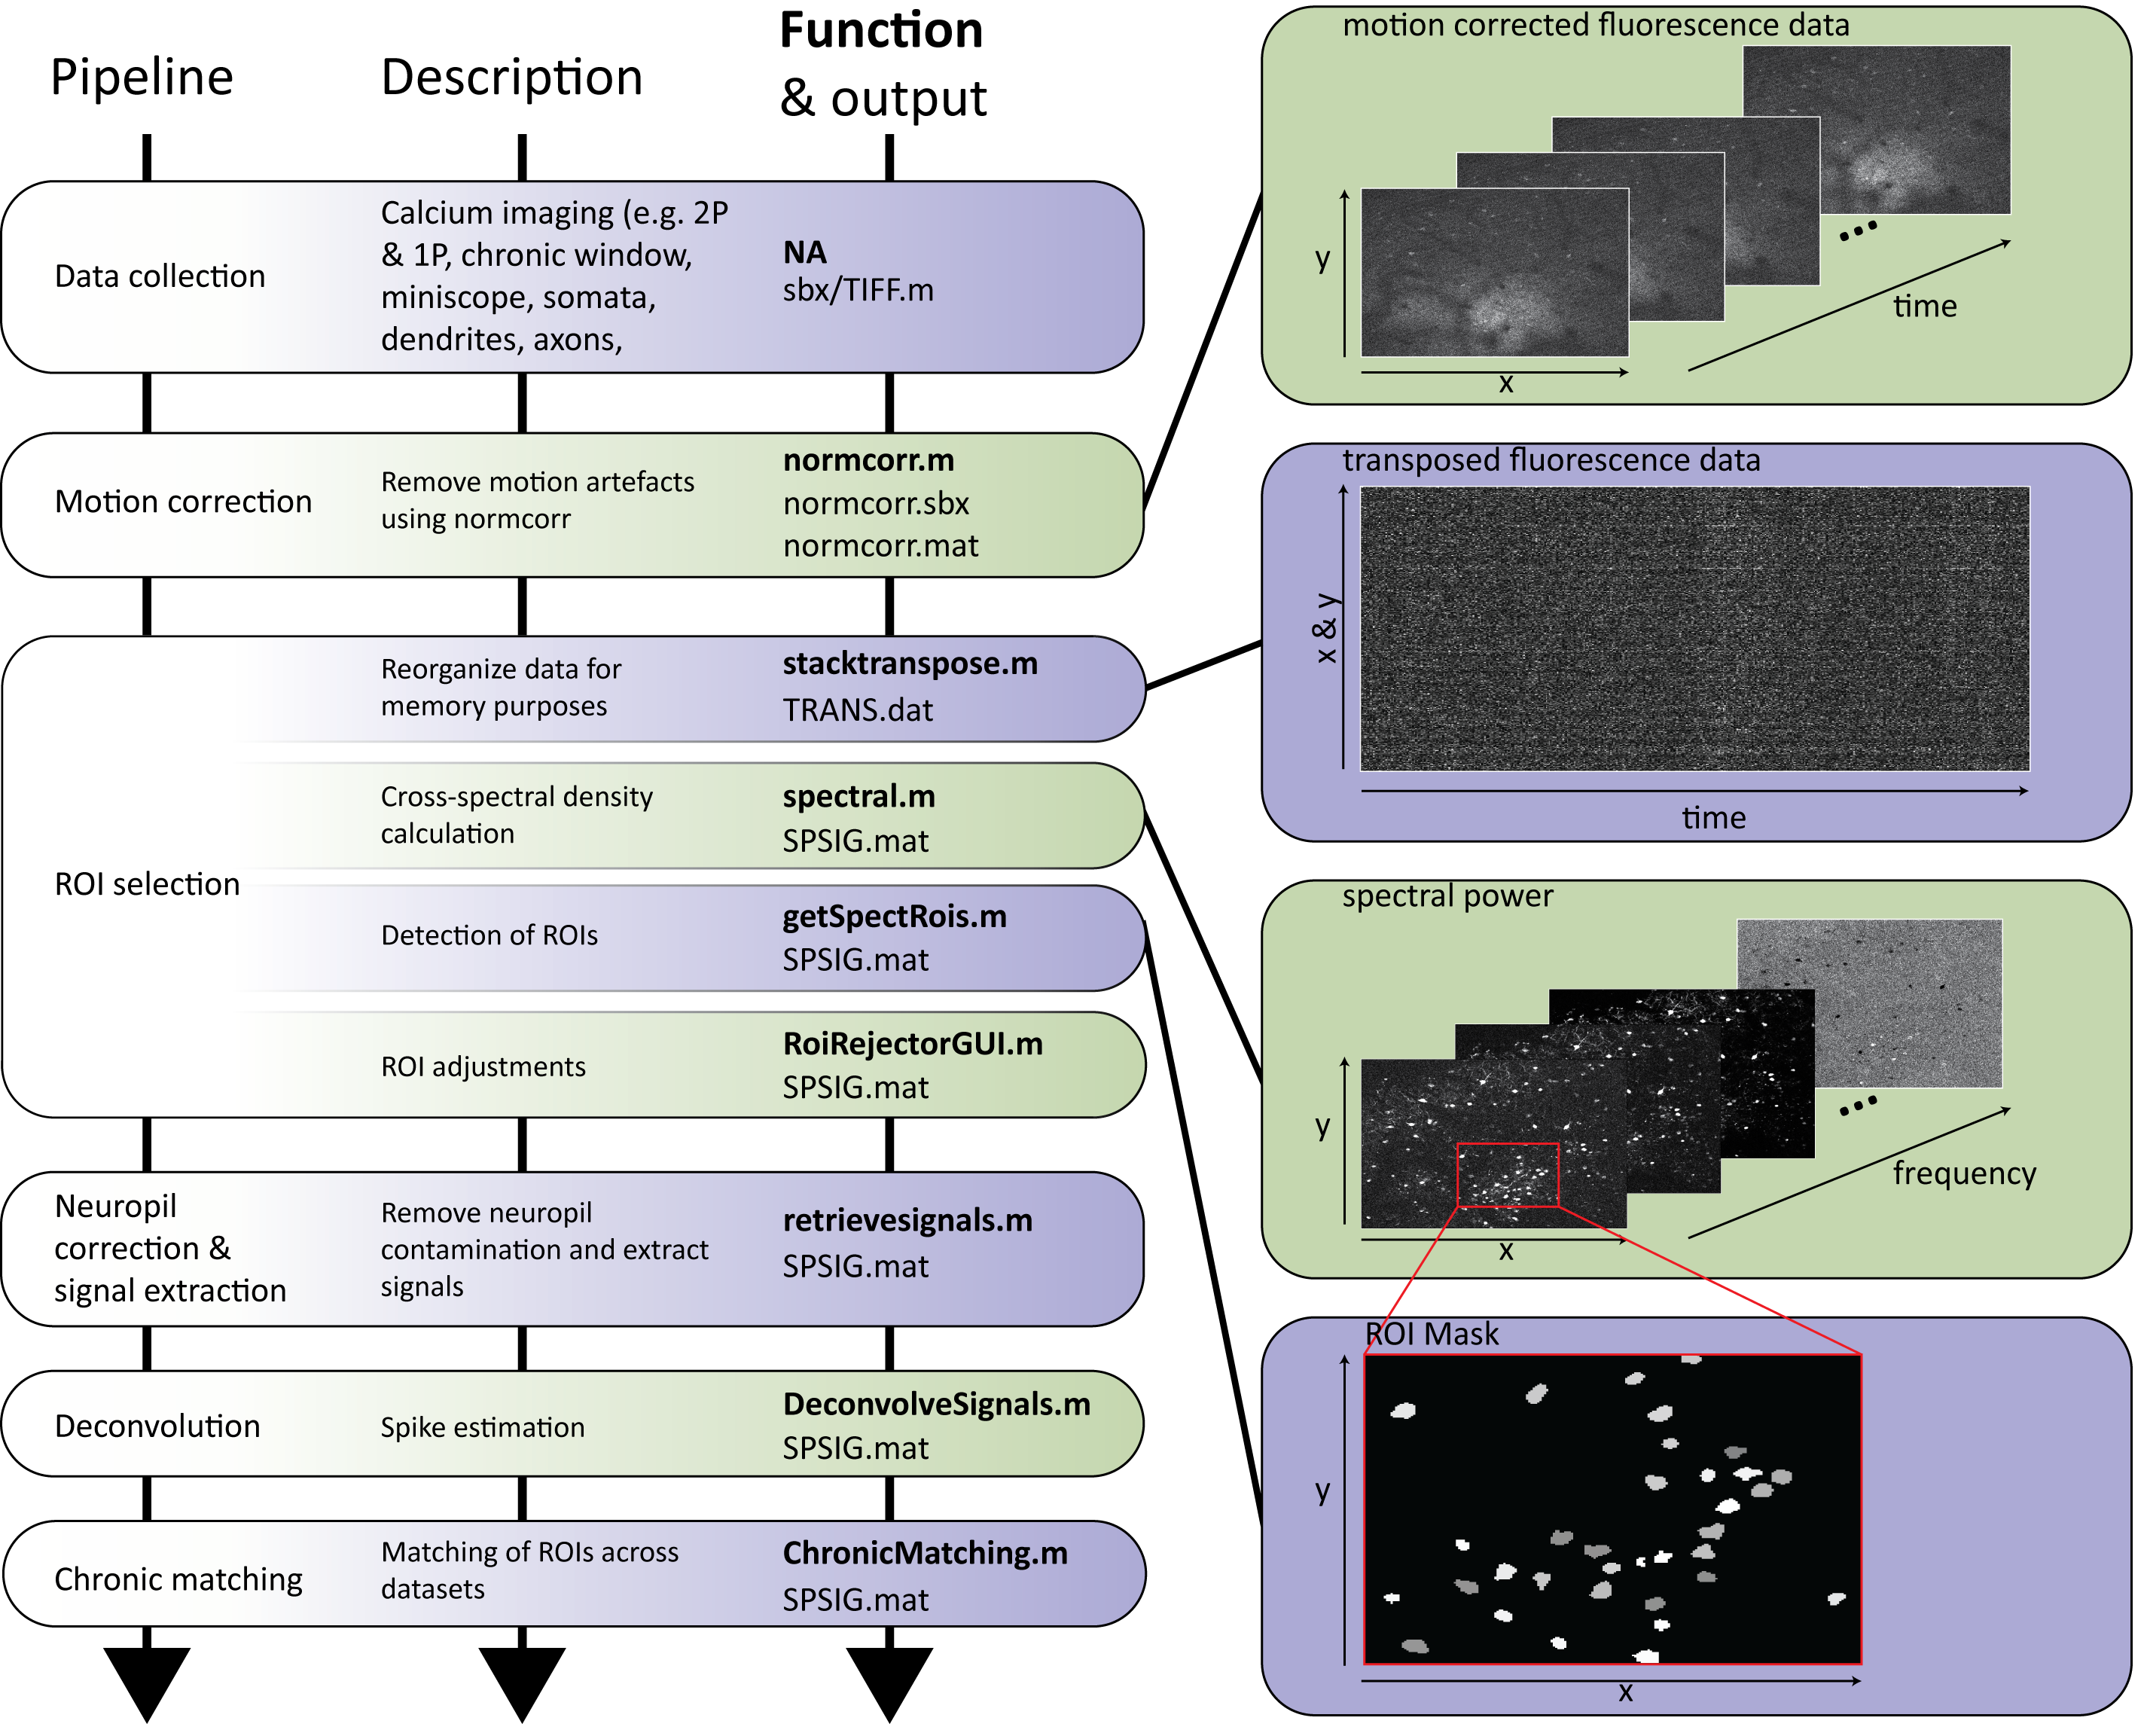 Pipeline
Description
Function
& output
Data collection
Calcium imaging (e.g. 2P
& 1P, chronic window,
miniscope, somata,
dendrites, axons,
NA
sbx/TIFF.m
Motion correction
Remove motion artefacts
using normcorr
normcorr.m
normcorr.sbx
normcorr.mat
ROI selection
Reorganize data for
memory purposes
stacktranspose.m
TRANS.dat
Cross-spectral density
calculation
spectral.m
SPSIG.mat
Detection of ROIs
getSpectRois.m
SPSIG.mat
ROI adjustments
RoiRejectorGUI.m
SPSIG.mat
Neuropil
correction &
signal extraction
Remove neuropil
contamination and extract
signals
retrievesignals.m
SPSIG.mat
Deconvolution
Spike estimation
DeconvolveSignals.m
SPSIG.mat
Chronic matching
Matching of ROIs across
datasets
ChronicMatching.m
SPSIG.mat
motion corrected fluorescence data
y
x
time
transposed fluorescence data
x & y
time
spectral power
y
x
frequency
ROI Mask
y
x